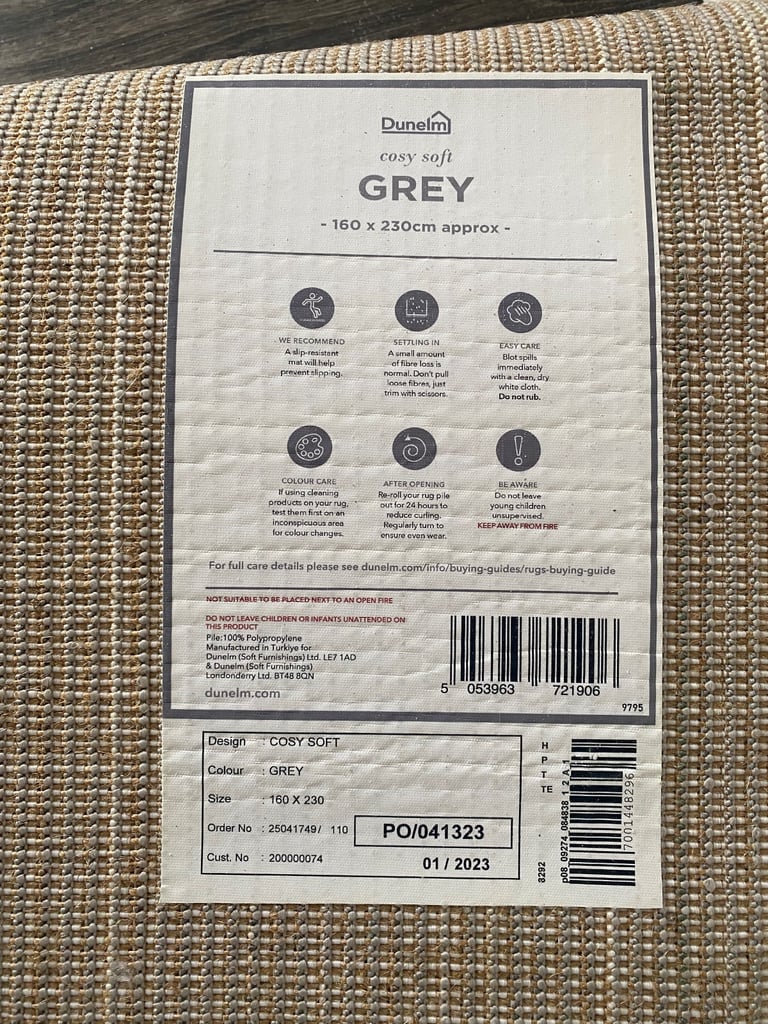 Dunelm
cosy soft
GREY
- 160 x 230cm approx -
WE RECOMMEND
A slip-resistant
mat will help
prevent slipping.
SETTLING IN
A small amount
of fibre loss is
normal. Don't pull
loose fibres, just
trim with scissors.
EASY CARE
Blot spills
immediately
with a clean, dry
white cloth.
Do not rub.
COLOUR CARE
If using cleaning
products on your rug,
test them first on an
inconspicuous area
for colour changes.
AFTER OPENING
Re-roll your rug pile
out for 24 hours to
reduce curling.
Regularly turn to
ensure even wear.
BE AWARE
Do not leave
young children
unsupervised.
KEEP AWAY FROM FIRE
For full care details please see dunelm.com/info/buying-guides/rugs-buying-guide
NOT SUITABLE TO BE PLACED NEXT TO AN OPEN FIRE
DO NOT LEAVE CHILDREN OR INFANTS UNATTENDED ON
THIS PRODUCT
Pile:100% Polypropylene
Manufactured in Turkiye for
Dunelm (Soft Furnishings) Ltd. LE7 1AD
& Dunelm (Soft Furnishings)
Londonderry Ltd. BT48 8QN
dunelm.com
5 053963 721906
9795
Design : COSY SOFT
Colour : GREY
Size : 160 X 230
Order No : 25041749/ 110
PO/041323
Cust. No : 200000074
01 / 2023
H
P
T
TE
8292
p08_09274_084838_1_2_A_1
7001448296